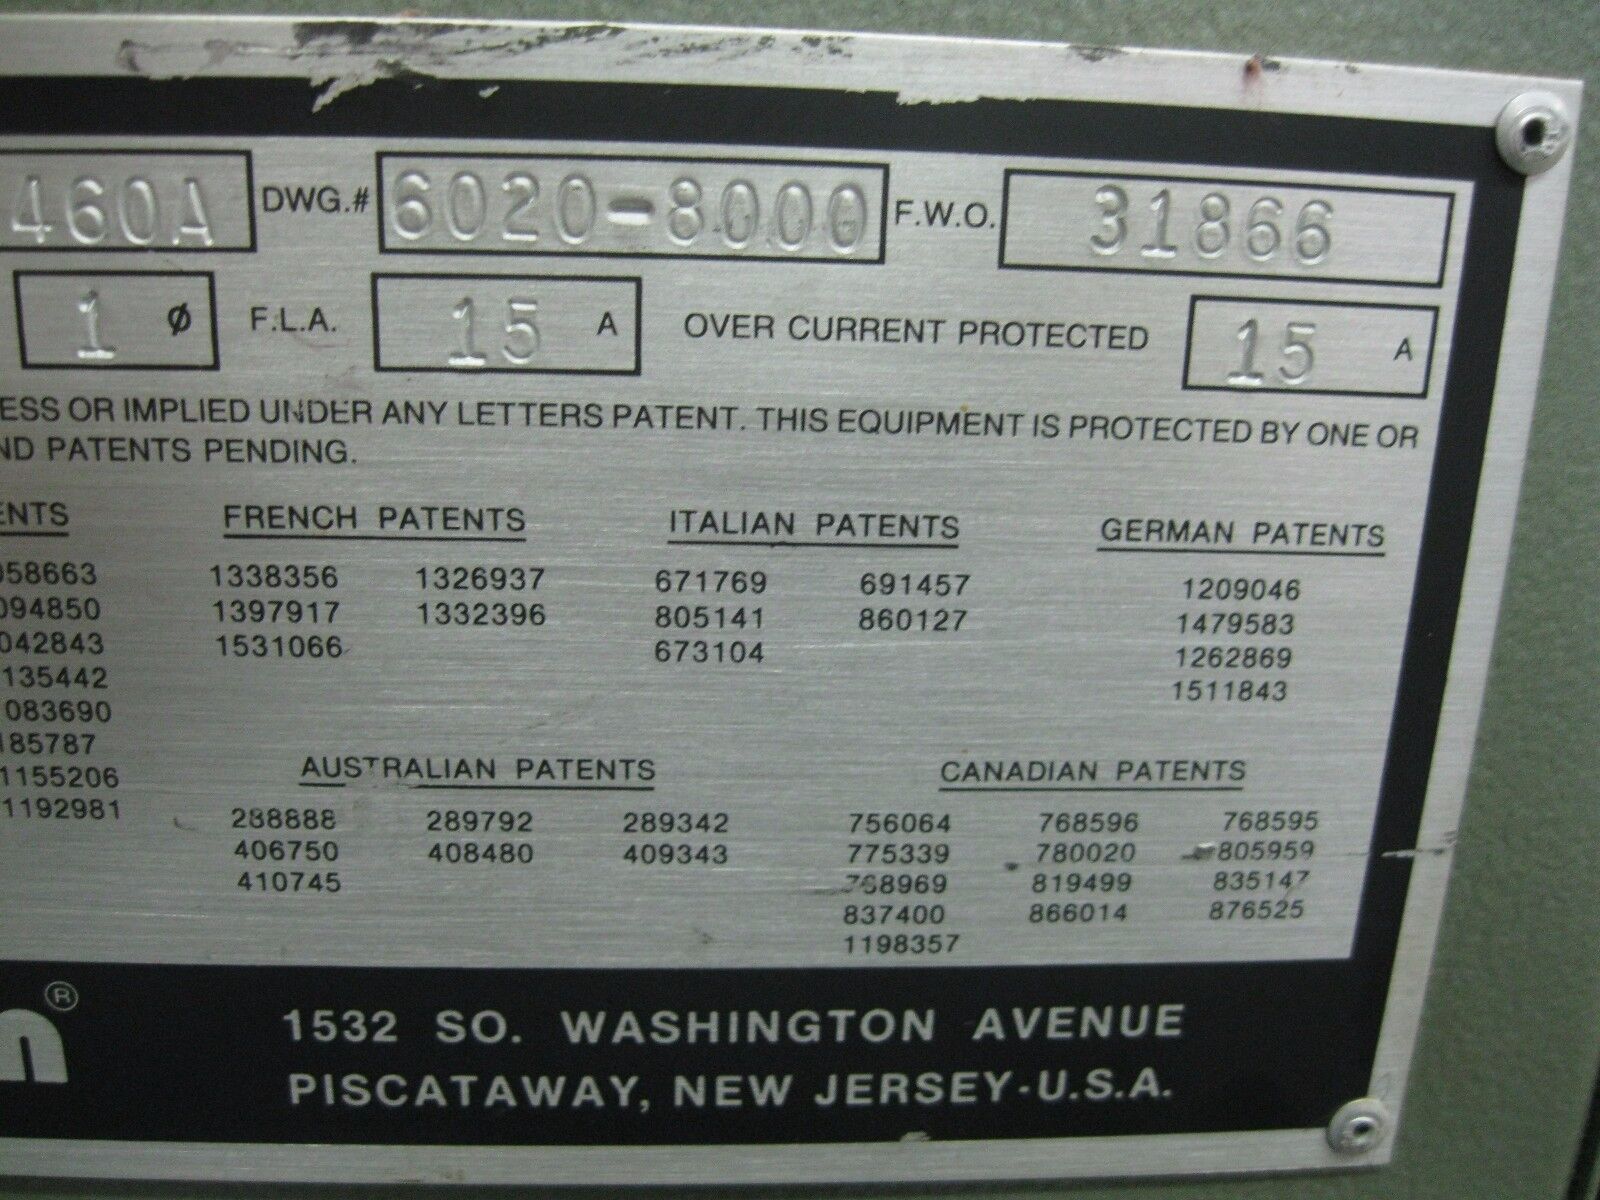 460A DWG.# 6020-8000 F.W.O. 31866
1 Ø F.L.A. 15 A OVER CURRENT PROTECTED 15 A
ESS OR IMPLIED UNDER ANY LETTERS PATENT. THIS EQUIPMENT IS PROTECTED BY ONE OR
ND PATENTS PENDING.
ENTS
058663
094850
042843
135442
083690
185787
1155206
1192981
FRENCH PATENTS
1338356 1326937
1397917 1332396
1531066
ITALIAN PATENTS
671769 691457
805141 860127
673104
GERMAN PATENTS
1209046
1479583
1262869
1511843
AUSTRALIAN PATENTS
288888 289792 289342
406750 408480 409343
410745
CANADIAN PATENTS
756064 768596 768595
775339 780020 805959
768969 819499 835147
837400 866014 876525
1198357
n®
1532 SO. WASHINGTON AVENUE
PISCATAWAY, NEW JERSEY-U.S.A.